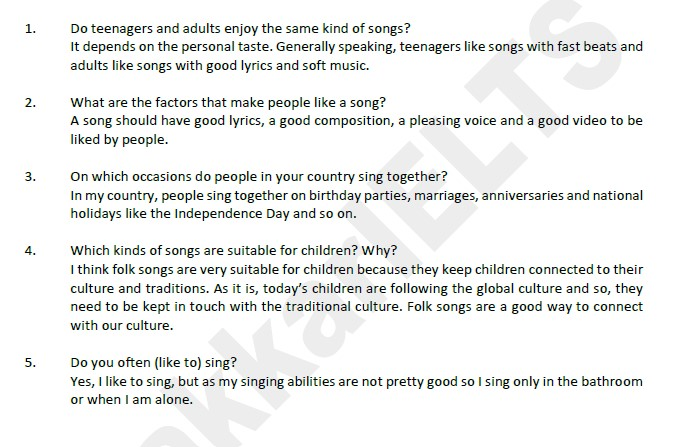 1. Do teenagers and adults enjoy the same kind of songs?
It depends on the personal taste. Generally speaking, teenagers like songs with fast beats and
adults like songs with good lyrics and soft music.
2. What are the factors that make people like a song?
A song should have good lyrics, a good composition, a pleasing voice and a good video to be
liked by people.
3. On which occasions do people in your country sing together?
In my country, people sing together on birthday parties, marriages, anniversaries and national
holidays like the Independence Day and so on.
4. Which kinds of songs are suitable for children? Why?
I think folk songs are very suitable for children because they keep children connected to their
culture and traditions. As it is, today’s children are following the global culture and so, they
need to be kept in touch with the traditional culture. Folk songs are a good way to connect
with our culture.
5. Do you often (like to) sing?
Yes, I like to sing, but as my singing abilities are not pretty good so I sing only in the bathroom
or when I am alone.